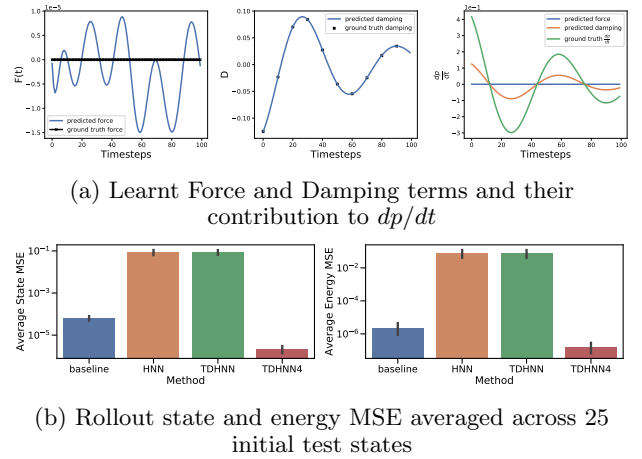 1e−5
1.0
0.5
0.0
−0.5
−1.0
−1.5
F(t)
predicted force
ground truth force
0 20 40 60 80 100
Timesteps
0.10
0.05
0.00
−0.05
−0.10
D
predicted damping
ground truth damping
0 20 40 60 80 100
Timesteps
1e−1
4
3
2
1
0
−1
−2
−3
dp/dt
predicted force
predicted damping
ground truth dp/dt
0 20 40 60 80 100
Timesteps
(a) Learnt Force and Damping terms and their
contribution to dp/dt
10⁻¹
10⁻³
10⁻⁵
Average State MSE
baseline HNN TDHNN TDHNN4
Method
10⁻²
10⁻⁴
10⁻⁶
Average Energy MSE
baseline HNN TDHNN TDHNN4
Method
(b) Rollout state and energy MSE averaged across 25
initial test states